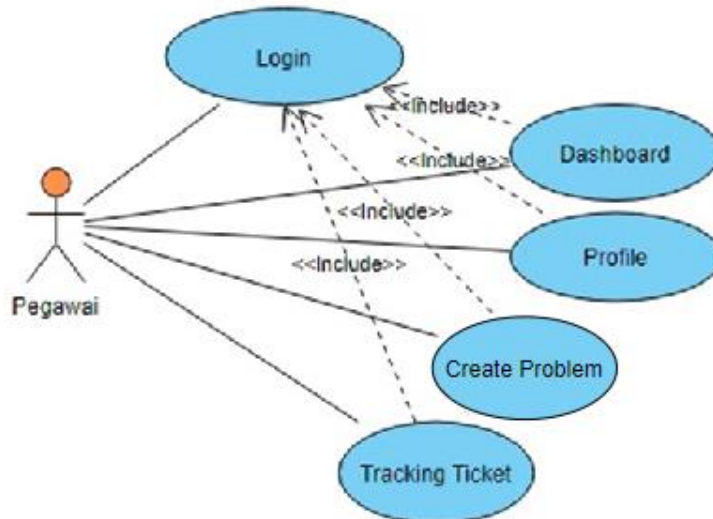 Login
<<Include>>
Dashboard
<<Include>>
<<Include>>
Profile
<<Include>>
Pegawai
Create Problem
Tracking Ticket